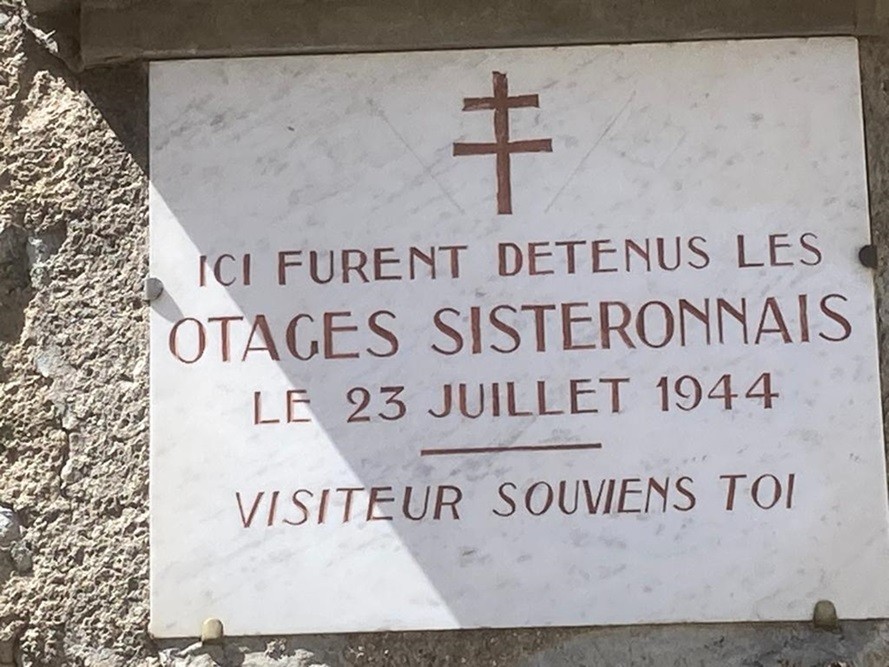 ICI FURENT DETENUS LES
OTAGES SISTERONNAIS
LE 23 JUILLET 1944
VISITEUR SOUVIENS TOI